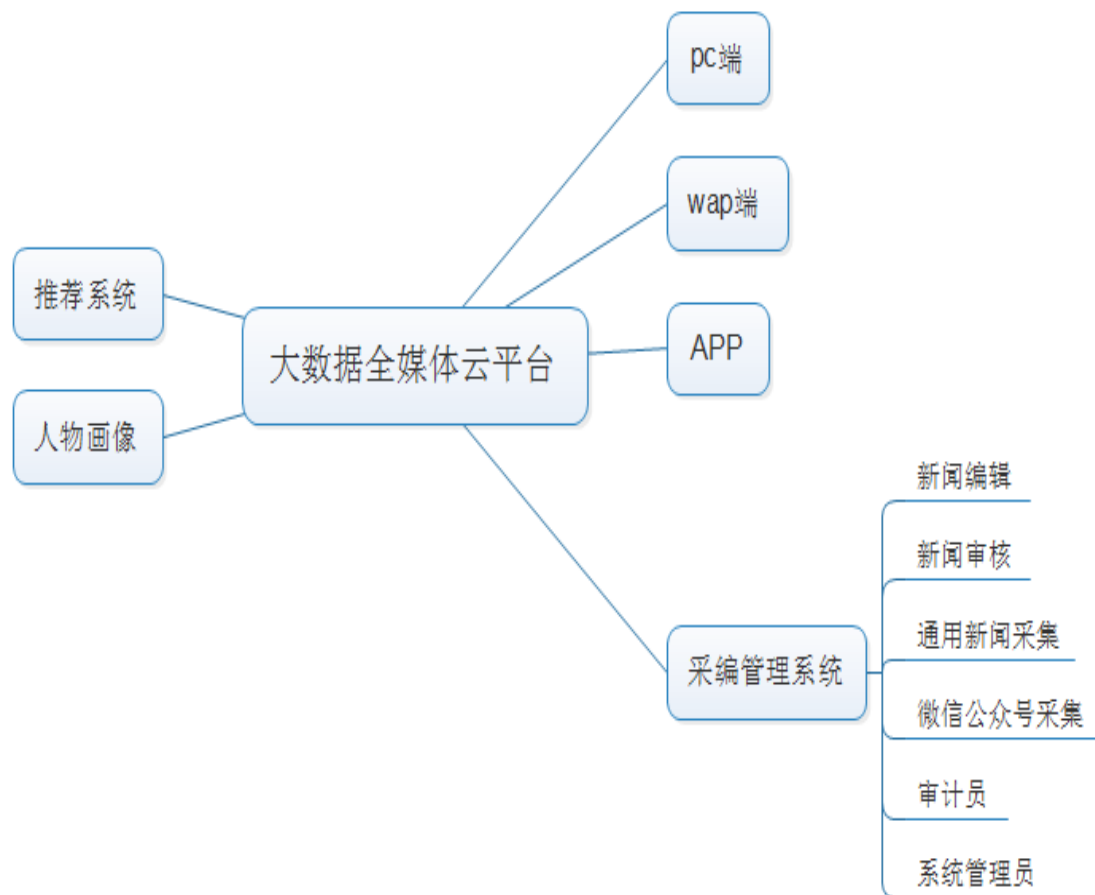 pc端
wap端
推荐系统
大数据全媒体云平台
APP
人物画像
新闻编辑
新闻审核
通用新闻采集
采编管理系统
微信公众号采集
审计员
系统管理员